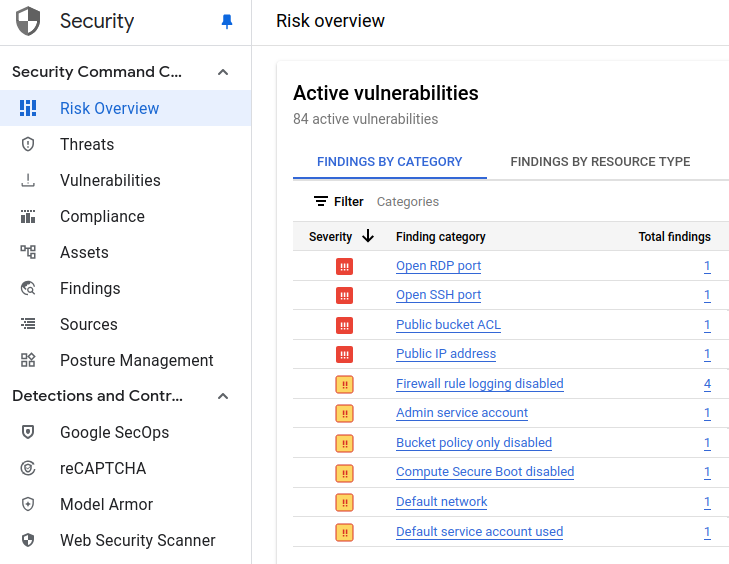 Security
Risk overview
Security Command C...
Risk Overview
Threats
Vulnerabilities
Compliance
Assets
Findings
Sources
Posture Management
Detections and Contr...
Google SecOps
reCAPTCHA
Model Armor
Web Security Scanner
Active vulnerabilities
84 active vulnerabilities
FINDINGS BY CATEGORY FINDINGS BY RESOURCE TYPE
Filter Categories
Severity Finding category Total findings
!!! Open RDP port 1
!!! Open SSH port 1
!!! Public bucket ACL 1
!!! Public IP address 1
!! Firewall rule logging disabled 4
!! Admin service account 1
!! Bucket policy only disabled 1
!! Compute Secure Boot disabled 1
!! Default network 1
!! Default service account used 1